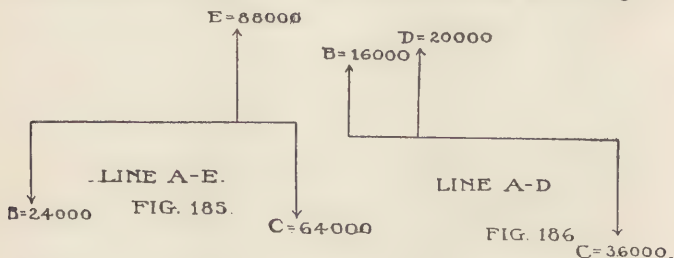 E=88000
D=20000
B=16000
LINE A-E.
LINE A-D
B=24000
FIG. 185.
C=64000
FIG. 186
C=36000